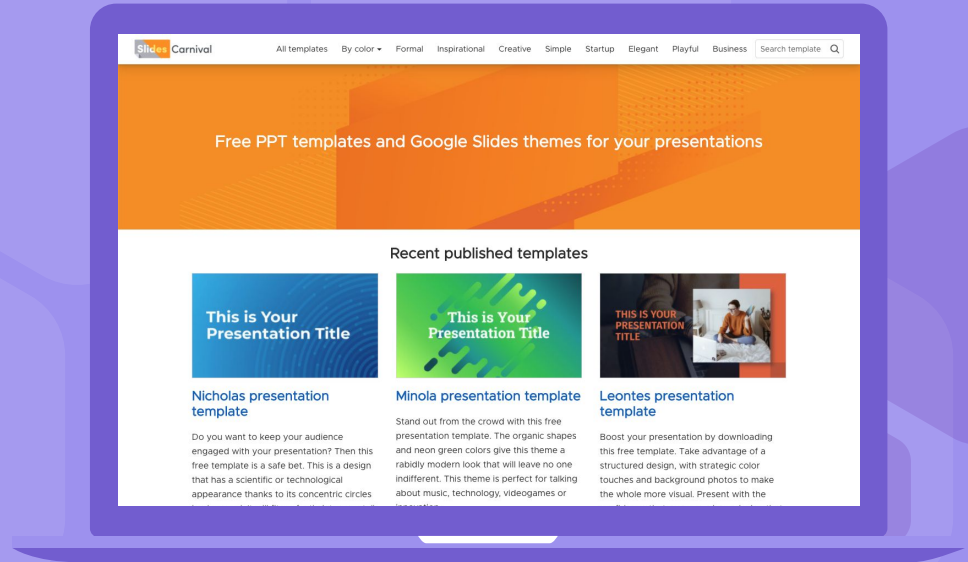 Slides Carnival
All templates By color Formal Inspirational Creative Simple Startup Elegant Playful Business Search template
Free PPT templates and Google Slides themes for your presentations
Recent published templates
This is Your
Presentation Title
This is Your
Presentation Title
THIS IS YOUR
PRESENTATION
TITLE
Nicholas presentation
template
Do you want to keep your audience
engaged with your presentation? Then this
free template is a safe bet. This is a design
that has a scientific or technological
appearance thanks to its concentric circles
Minola presentation template
Stand out from the crowd with this free
presentation template. The organic shapes
and neon green colors give this theme a
rabidly modern look that will leave no one
indifferent. This theme is perfect for talking
about music, technology, videogames or
Leontes presentation
template
Boost your presentation by downloading
this free template. Take advantage of a
structured design, with strategic color
touches and background photos to make
the whole more visual. Present with the